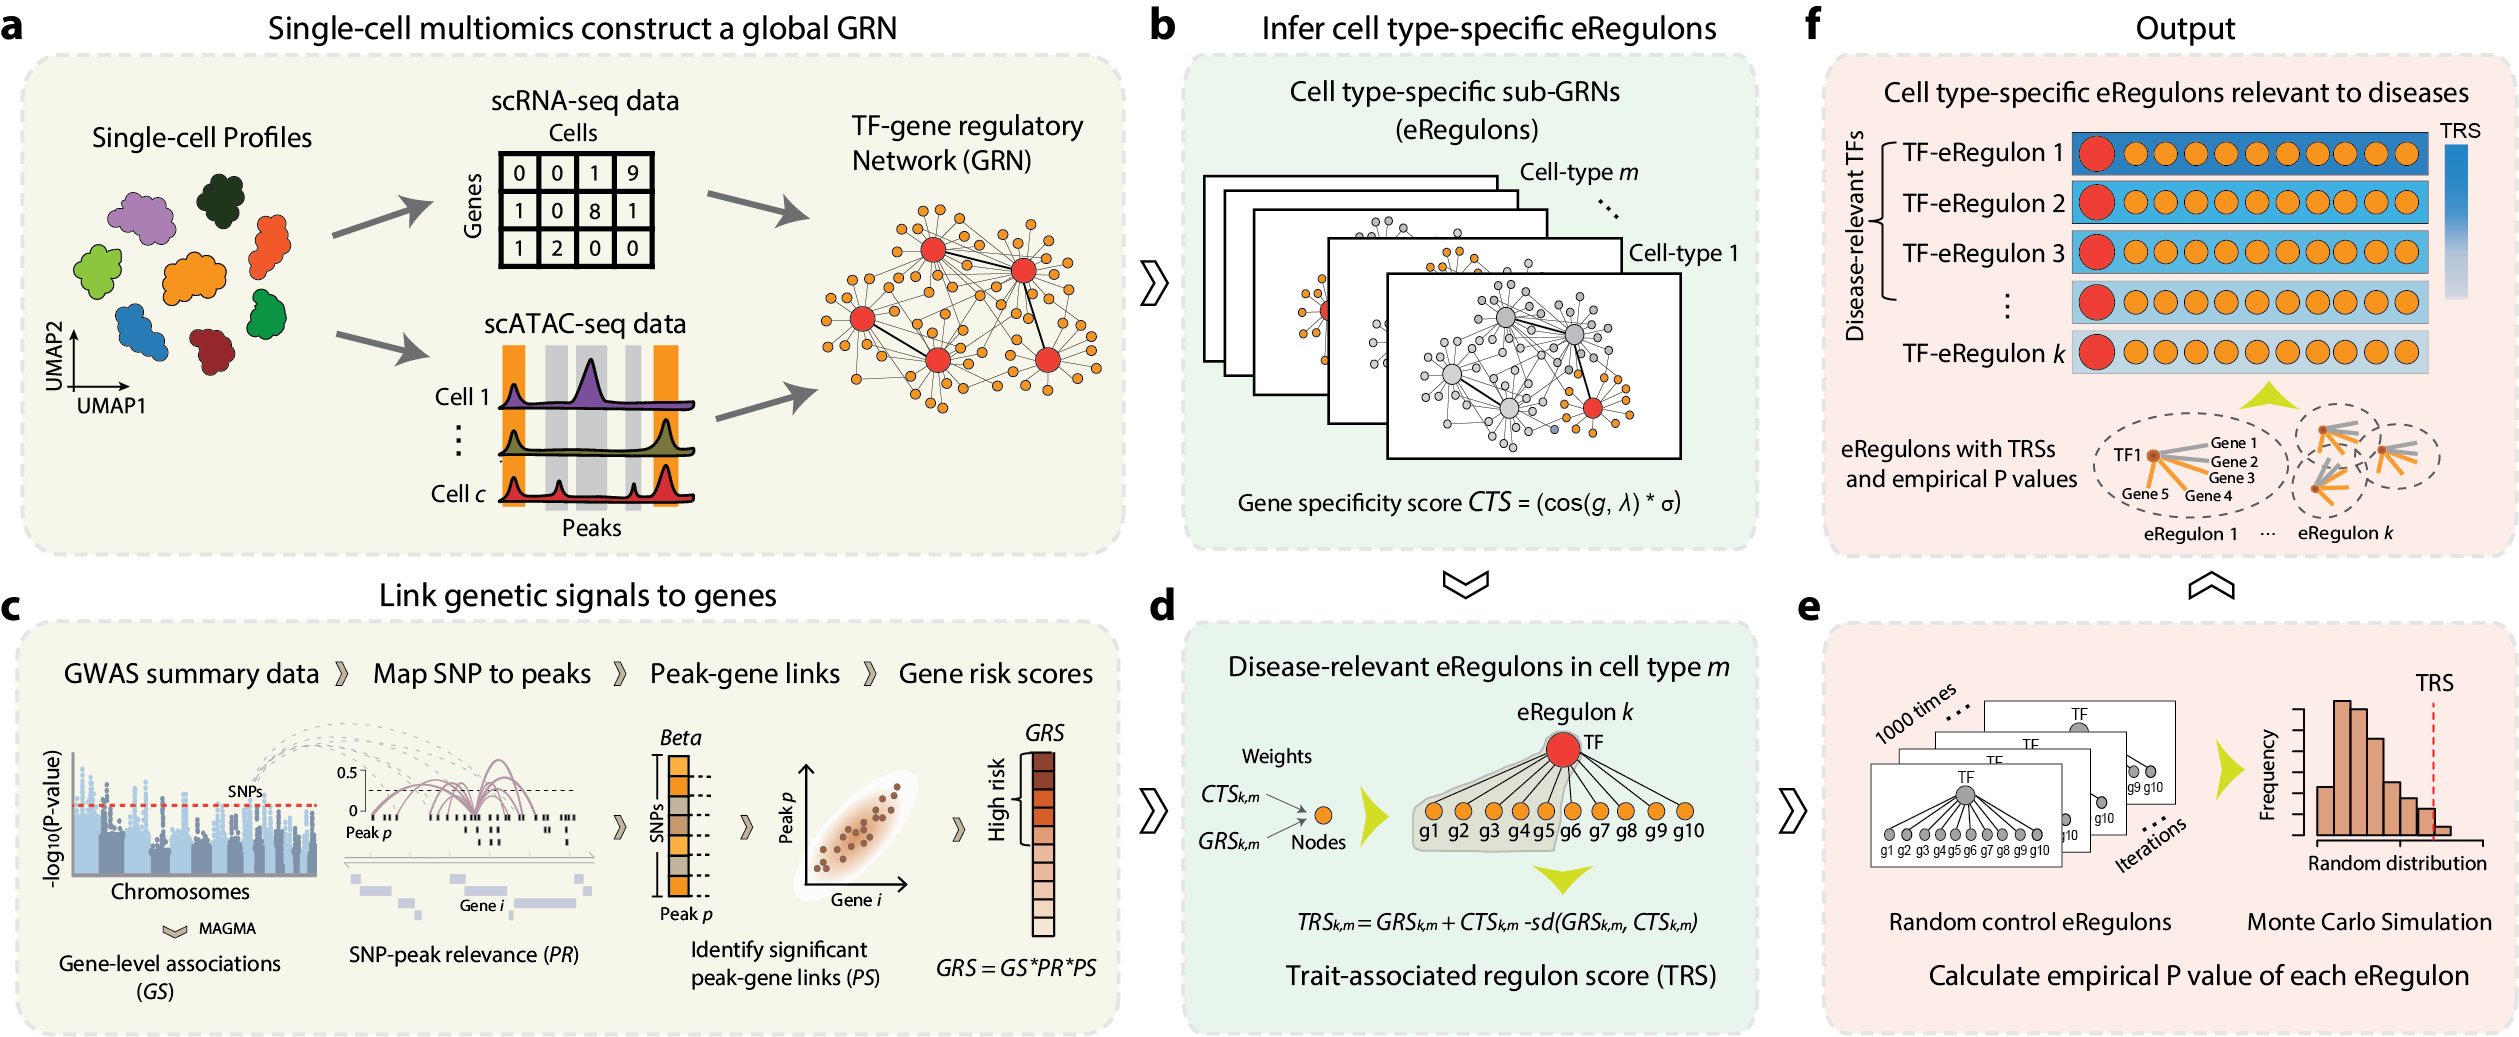 a
Single-cell multiomics construct a global GRN
Single-cell Profiles
UMAP2
UMAP1
scRNA-seq data
Cells
Genes
0 0 1 9
1 0 8 1
1 2 0 0
scATAC-seq data
Cell 1
⋮
Cell c
Peaks
TF-gene regulatory
Network (GRN)
b
Infer cell type-specific eRegulons
Cell type-specific sub-GRNs
(eRegulons)
Cell-type m
Cell-type 1
Gene specificity score CTS = (cos(g, λ) * σ)
c
Link genetic signals to genes
GWAS summary data
Map SNP to peaks
Peak-gene links
Gene risk scores
-log10(P-value)
SNPs
Chromosomes
MAGMA
Gene-level associations
(GS)
0.5
0
Peak p
Gene i
SNP-peak relevance (PR)
Beta
SNPs
Peak p
Peak p
Gene i
Identify significant
peak-gene links (PS)
GRS
High risk
GRS = GS*PR*PS
d
Disease-relevant eRegulons in cell type m
eRegulon k
TF
Weights
CTSk,m
GRSk,m
Nodes
g1 g2 g3 g4 g5 g6 g7 g8 g9 g10
TRSk,m = GRSk,m + CTSk,m -sd(GRSk,m, CTSk,m)
Trait-associated regulon score (TRS)
e
1000 times
TF
TF
TF
TF
g9 g10
g10
g10
g1 g2 g3 g4 g5 g6 g7 g8 g9 g10
Iterations
Random control eRegulons
TRS
Frequency
Random distribution
Monte Carlo Simulation
Calculate empirical P value of each eRegulon
f
Output
Cell type-specific eRegulons relevant to diseases
TRS
Disease-relevant TFs
TF-eRegulon 1
TF-eRegulon 2
TF-eRegulon 3
⋮
TF-eRegulon k
eRegulons with TRSs
and empirical P values
TF1
Gene 1
Gene 2
Gene 3
Gene 4
Gene 5
eRegulon 1 ... eRegulon k